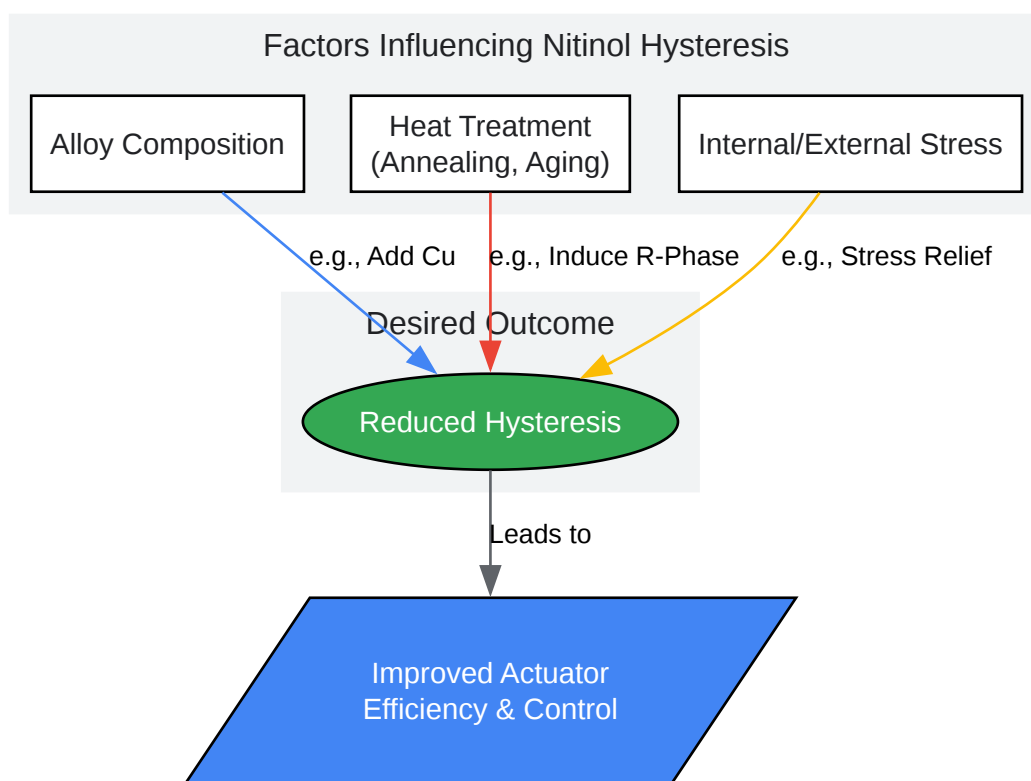 Factors Influencing Nitinol Hysteresis
Alloy Composition
Heat Treatment
(Annealing, Aging)
Internal/External Stress
e.g., Add Cu
e.g., Induce R-Phase
e.g., Stress Relief
Desired Outcome
Reduced Hysteresis
Leads to
Improved Actuator
Efficiency & Control